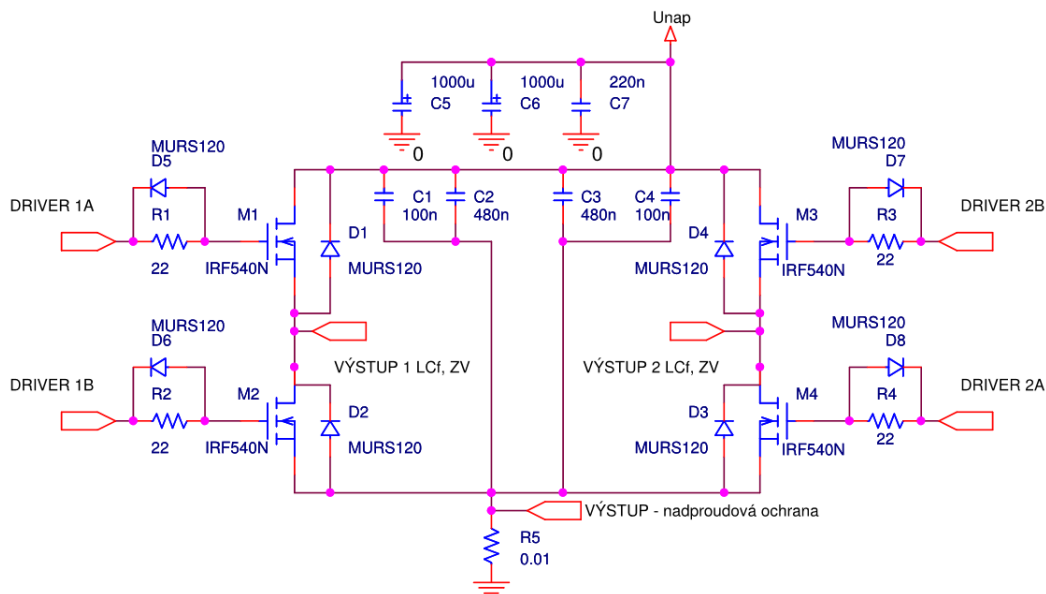 Unap
1000u
C5
1000u
C6
220n
C7
0
0
0
MURS120
D5
DRIVER 1A
R1
22
M1
IRF540N
D1
MURS120
C1
100n
C2
480n
C3
480n
C4
100n
D4
MURS120
M3
IRF540N
MURS120
D7
R3
22
DRIVER 2B
MURS120
D6
DRIVER 1B
R2
22
M2
IRF540N
VÝSTUP 1 LCf, ZV
D2
MURS120
VÝSTUP 2 LCf, ZV
D3
MURS120
M4
IRF540N
MURS120
D8
R4
22
DRIVER 2A
VÝSTUP - nadproudová ochrana
R5
0.01